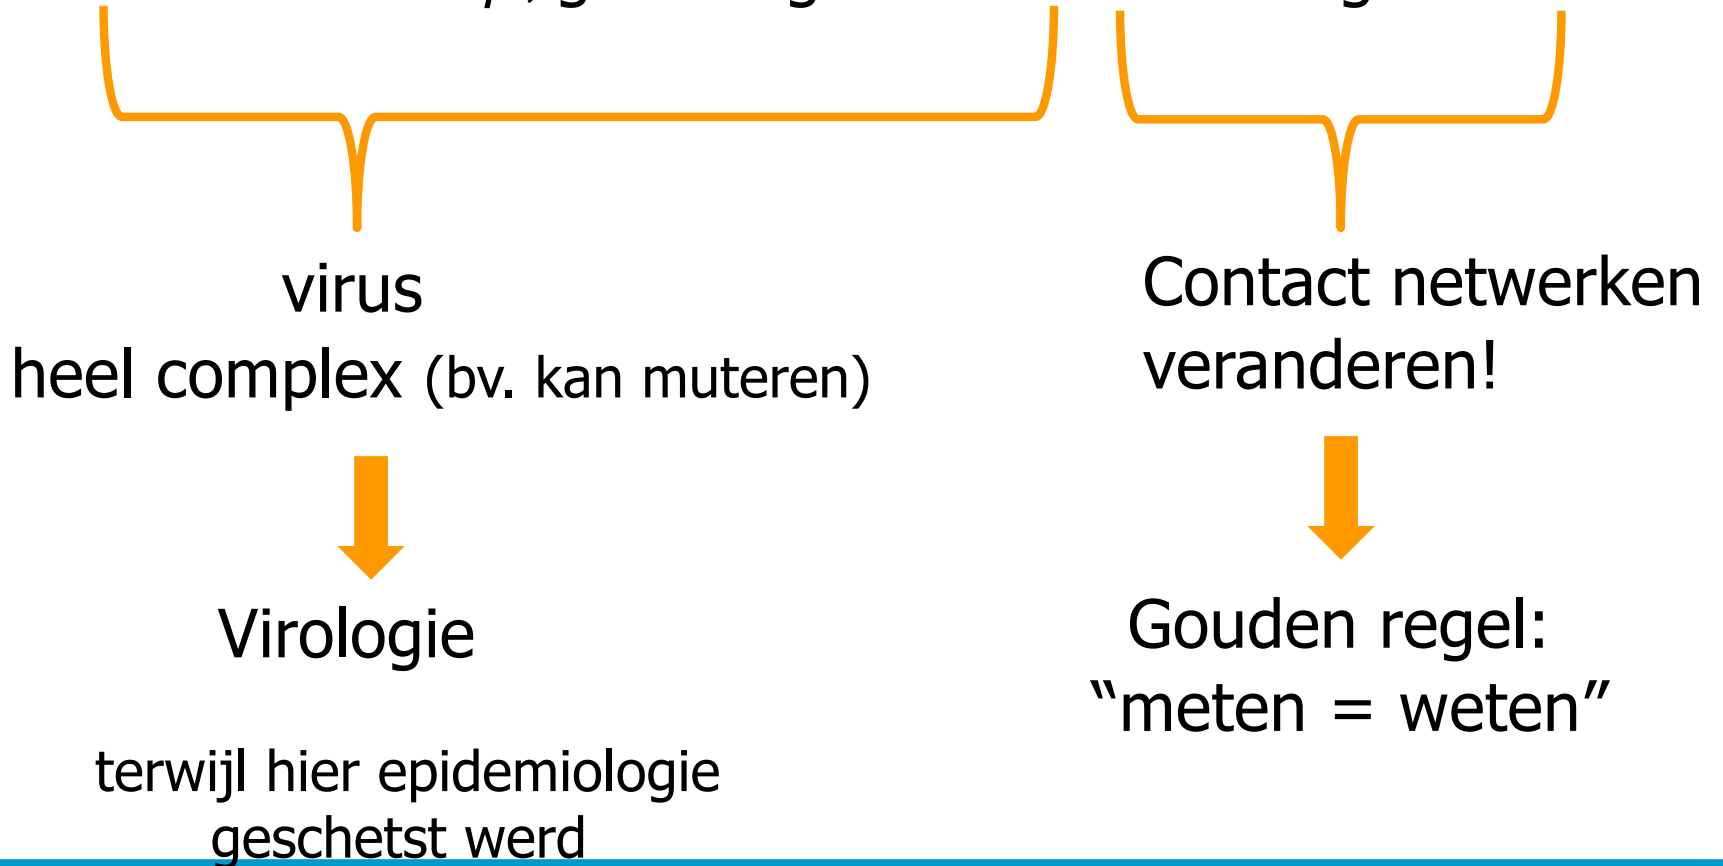 virus
heel complex (bv. kan muteren)
Virologie
terwijl hier epidemiologie
geschetst werd
Contact netwerken
veranderen!
Gouden regel:
“meten = weten”